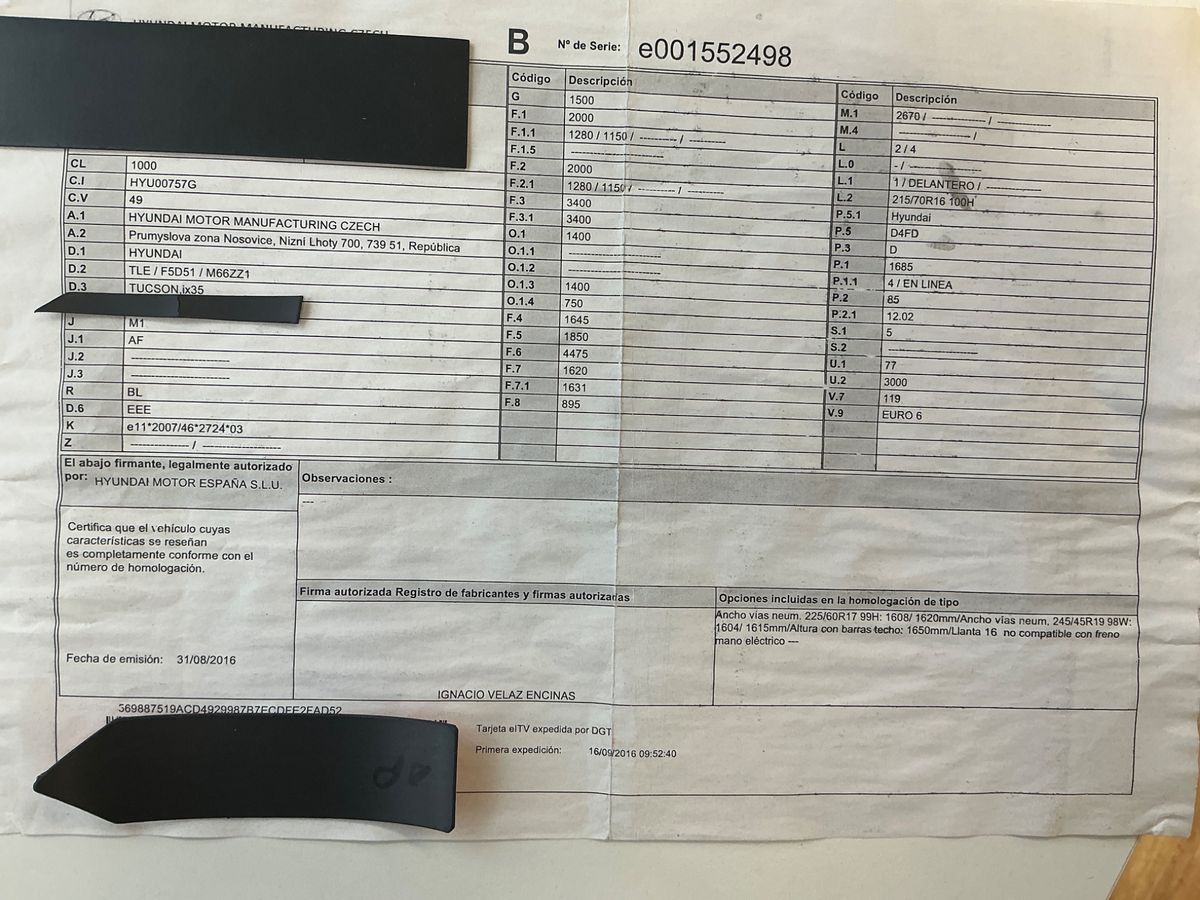 HYUNDAI MOTOR MANUFACTURING CZECH
B Nº de Serie: e001552498
CL 1000
C.I HYU00757G
C.V 49
A.1 HYUNDAI MOTOR MANUFACTURING CZECH
A.2 Prumyslova zona Nosovice, Nizní Lhoty 700, 739 51, República
D.1 HYUNDAI
D.2 TLE / F5D51 / M66ZZ1
D.3 TUCSON,ix35
J M1
J.1 AF
J.2 ------------------------
J.3 ------------------------
R BL
D.6 EEE
K e11*2007/46*2724*03
Z -------------- / -------------------
Código Descripción
G 1500
F.1 2000
F.1.1 1280 / 1150 / ---------- / ----------
F.1.5 ------------------------
F.2 2000
F.2.1 1280 / 1150 / ---------- / ----------
F.3 3400
F.3.1 3400
O.1 1400
O.1.1 ------------------------
O.1.2 ------------------------
O.1.3 1400
O.1.4 750
F.4 1645
F.5 1850
F.6 4475
F.7 1620
F.7.1 1631
F.8 895
Código Descripción
M.1 2670 / -------------- / --------------
M.4 ------------------- /
L 2 / 4
L.0 - / -------------------
L.1 1 / DELANTERO / --------------
L.2 215/70R16 100H
P.5.1 Hyundai
P.5 D4FD
P.3 D
P.1 1685
P.1.1 4 / EN LINEA
P.2 85
P.2.1 12.02
S.1 5
S.2 ------------------------
U.1 77
U.2 3000
V.7 119
V.9 EURO 6
El abajo firmante, legalmente autorizado
por: HYUNDAI MOTOR ESPAÑA S.L.U.
Certifica que el vehículo cuyas
características se reseñan
es completamente conforme con el
número de homologación.
Fecha de emisión: 31/08/2016
Observaciones :
---
Firma autorizada Registro de fabricantes y firmas autorizadas
IGNACIO VELAZ ENCINAS
Opciones incluidas en la homologación de tipo
Ancho vías neum. 225/60R17 99H: 1608/ 1620mm/Ancho vías neum. 245/45R19 98W:
1604/ 1615mm/Altura con barras techo: 1650mm/Llanta 16 no compatible con freno
mano eléctrico ---
Tarjeta eITV expedida por DGT
Primera expedición: 16/09/2016 09:52:40